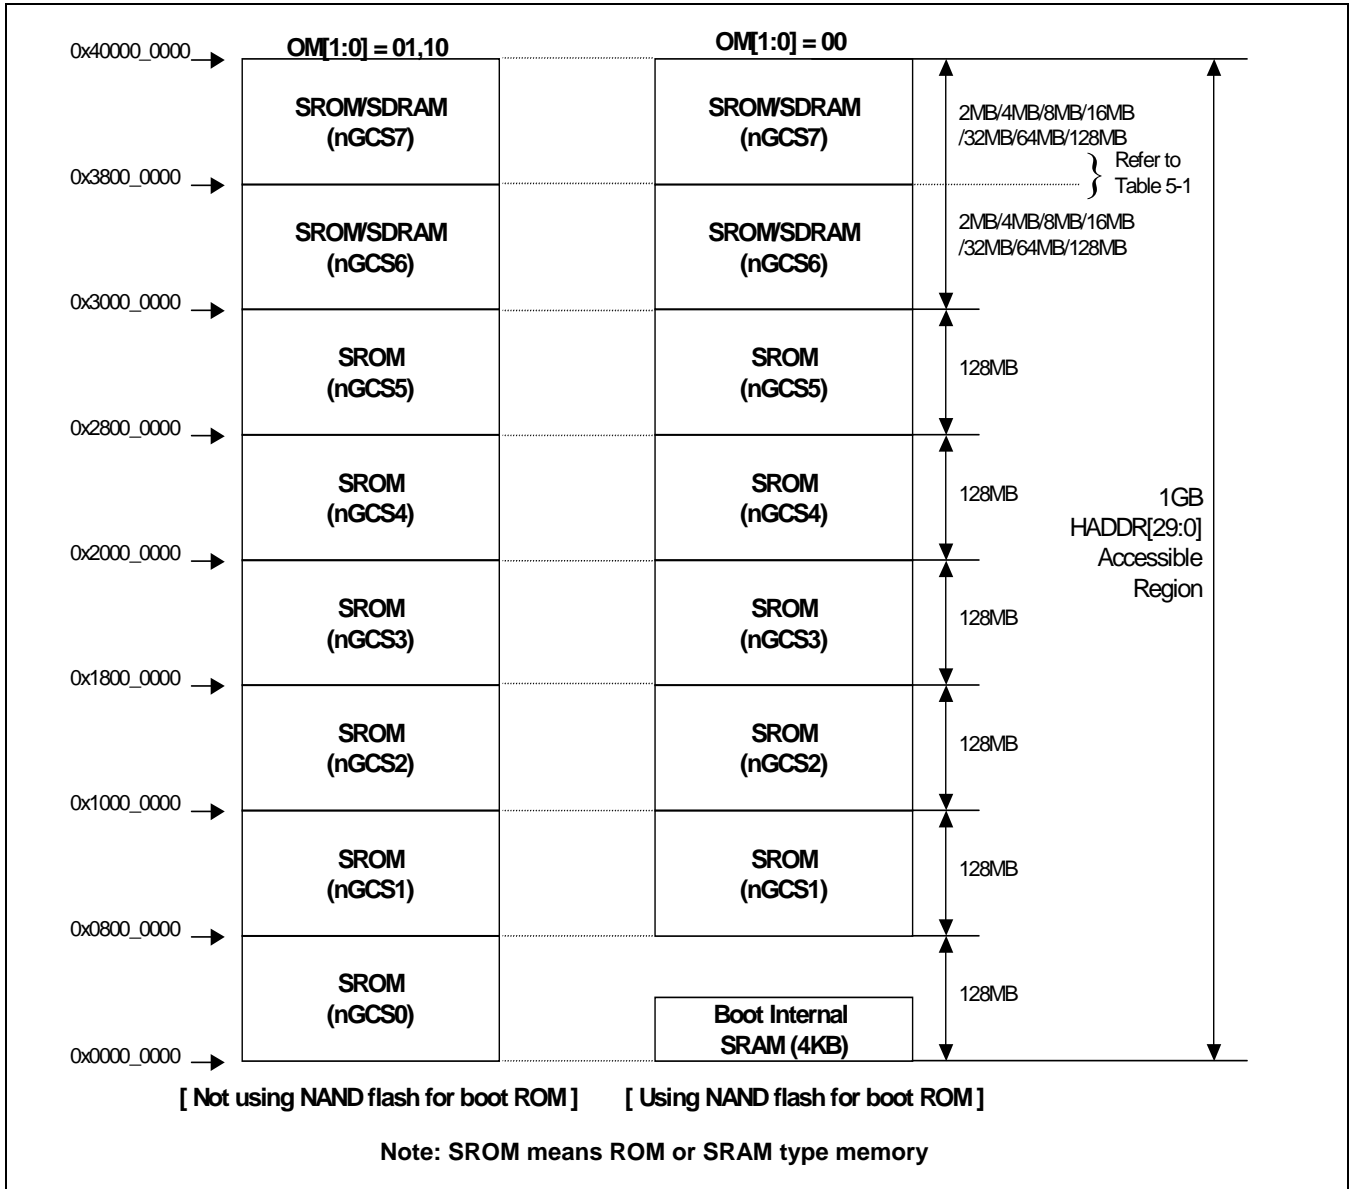 OM[1:0] = 01,10 OM[1:0] = 00
0x40000_0000
SROM/SDRAM (nGCS7) SROM/SDRAM (nGCS7)
2MB/4MB/8MB/16MB
/32MB/64MB/128MB
Refer to
Table 5-1
0x3800_0000
SROM/SDRAM (nGCS6) SROM/SDRAM (nGCS6)
2MB/4MB/8MB/16MB
/32MB/64MB/128MB
0x3000_0000
SROM (nGCS5) SROM (nGCS5) 128MB
0x2800_0000
SROM (nGCS4) SROM (nGCS4) 128MB
1GB
HADDR[29:0]
Accessible
Region
0x2000_0000
SROM (nGCS3) SROM (nGCS3) 128MB
0x1800_0000
SROM (nGCS2) SROM (nGCS2) 128MB
0x1000_0000
SROM (nGCS1) SROM (nGCS1) 128MB
0x0800_0000
SROM (nGCS0) 128MB
Boot Internal
SRAM (4KB)
0x0000_0000
[ Not using NAND flash for boot ROM ] [ Using NAND flash for boot ROM ]
Note: SROM means ROM or SRAM type memory